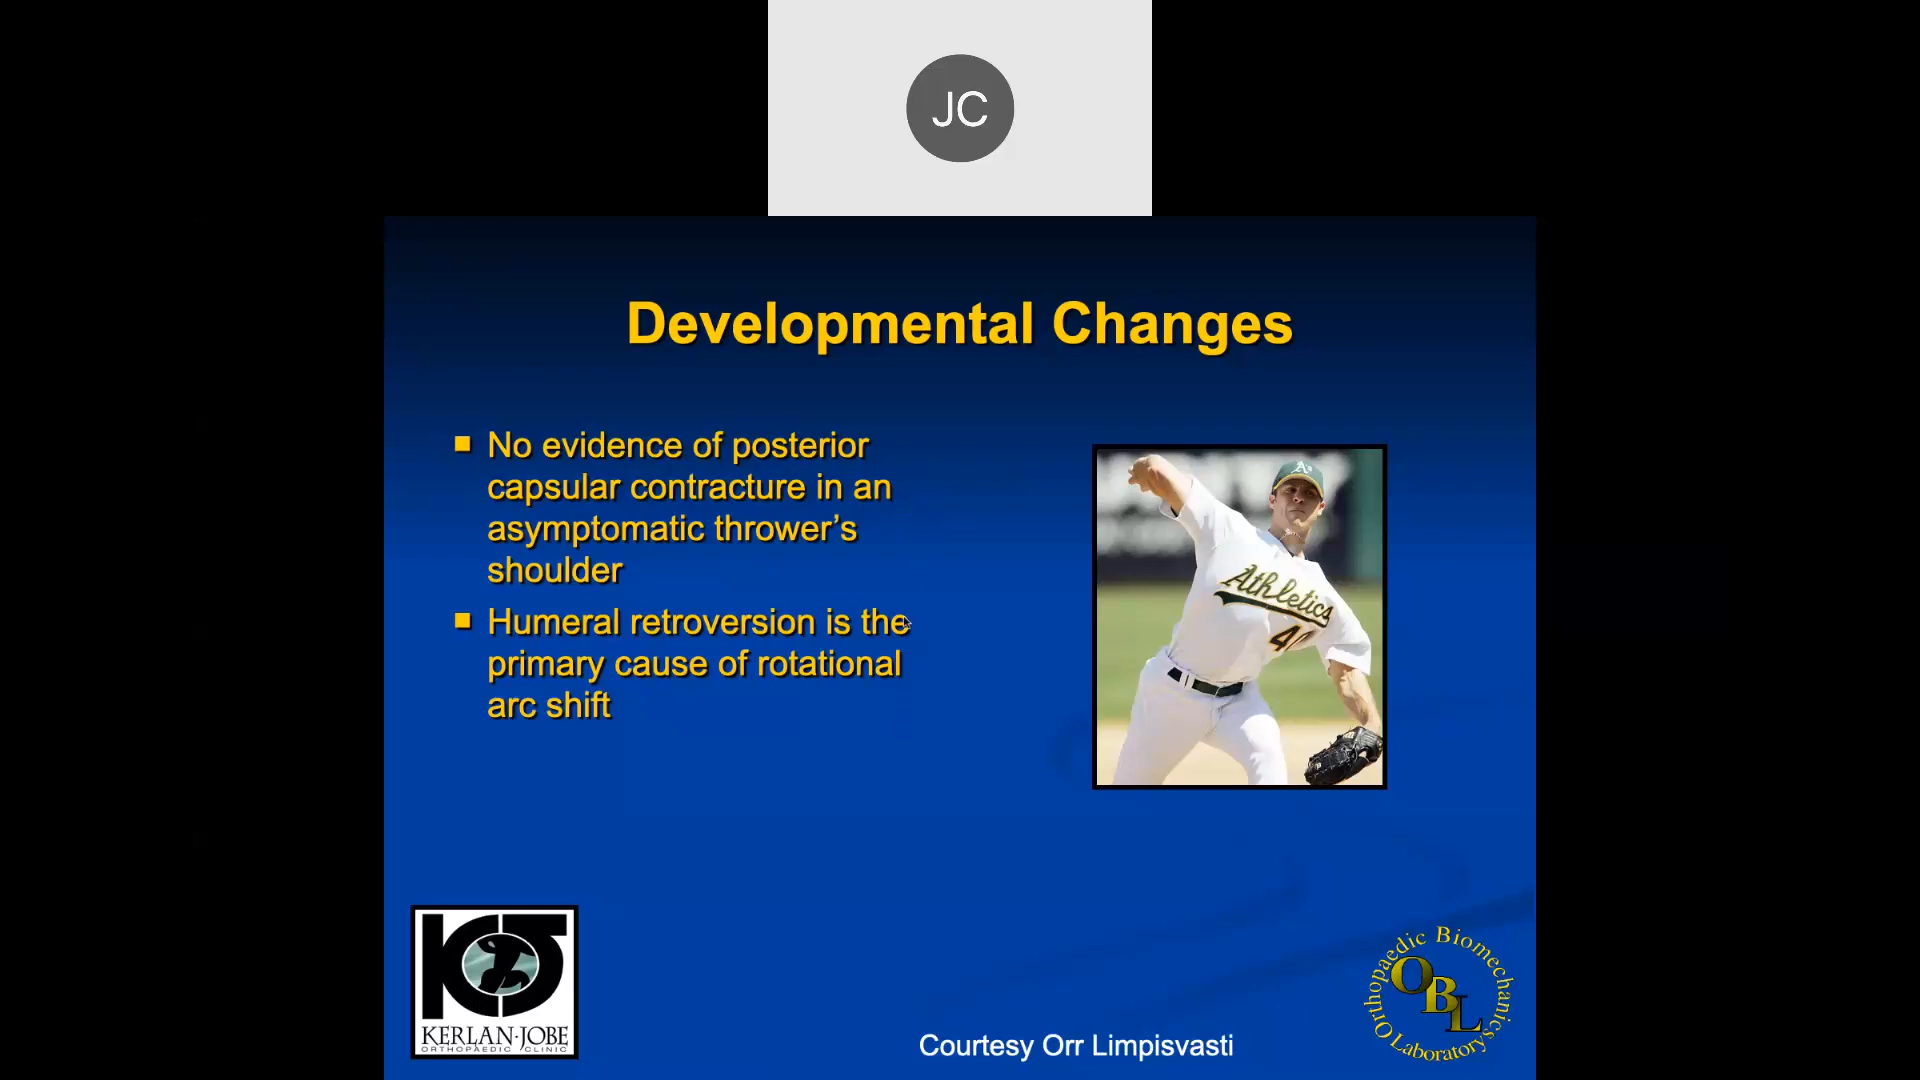 JC
Developmental Changes
No evidence of posterior
capsular contracture in an
asymptomatic thrower’s
shoulder
Humeral retroversion is the
primary cause of rotational
arc shift
A's
Athletics
40
KERLAN·JOBE
ORTHOPAEDIC CLINIC
Courtesy Orr Limpisvasti
Orthopaedic Biomechanics Laboratory
OBL